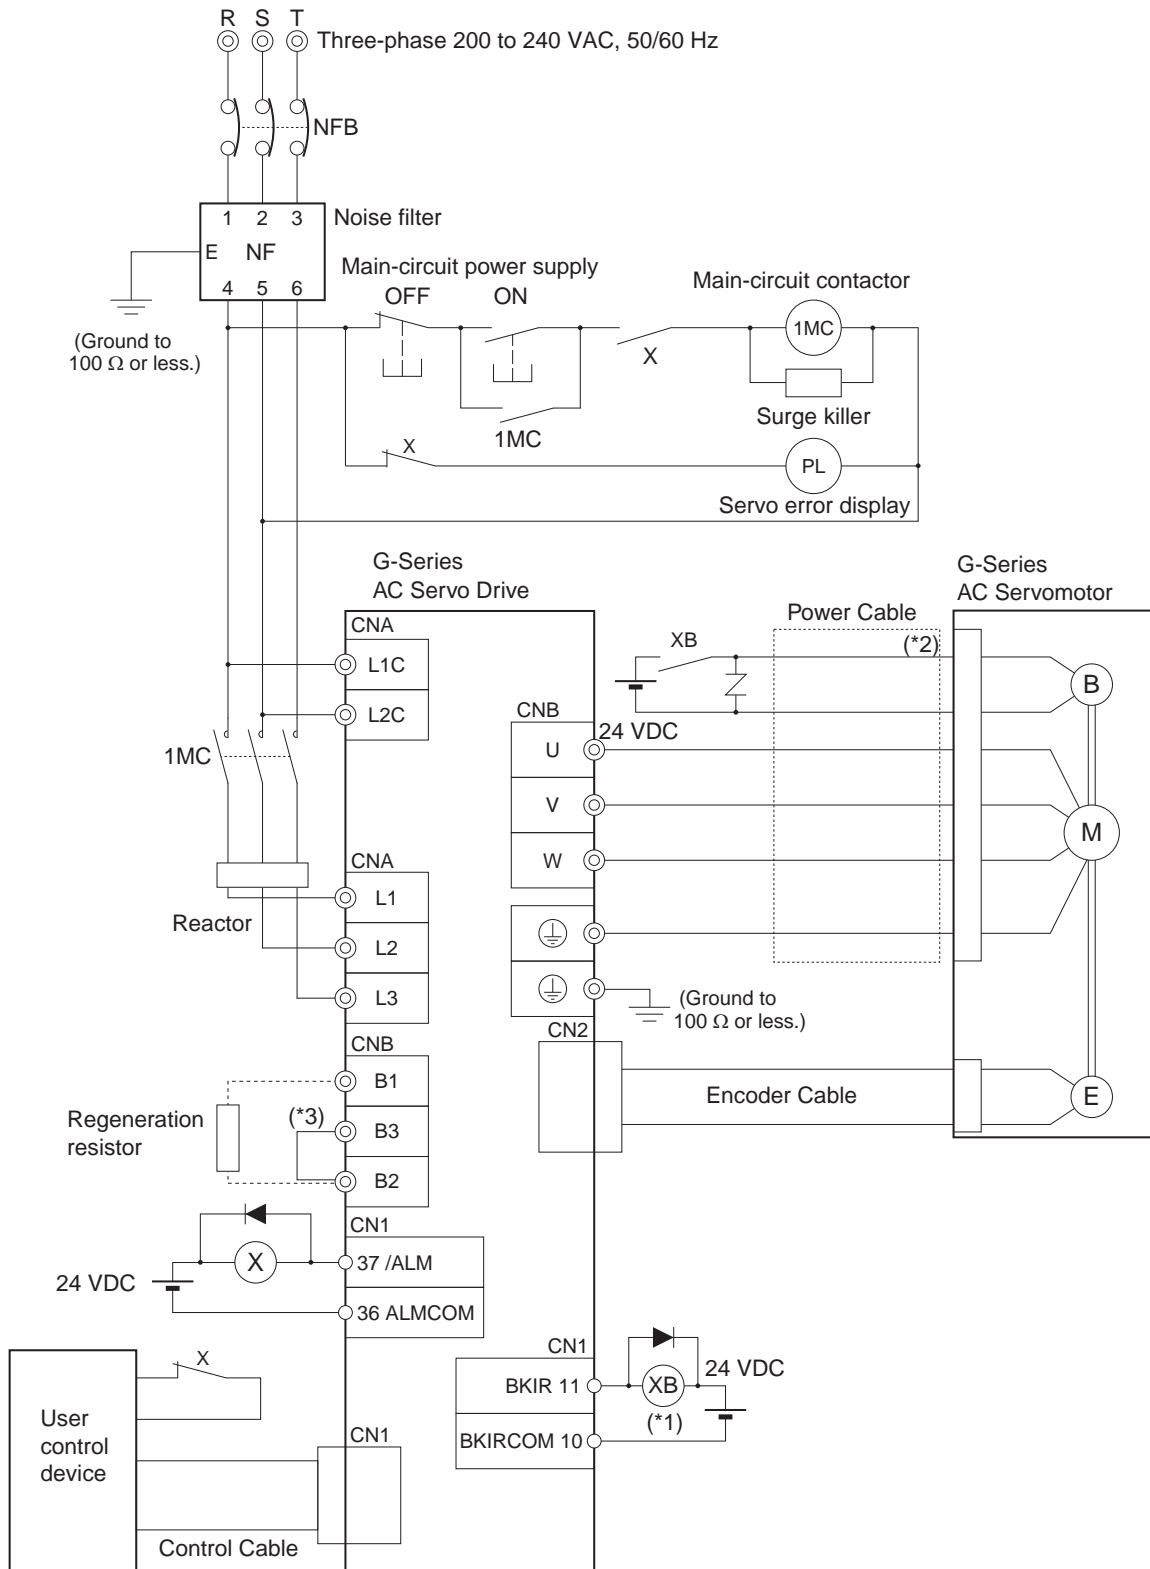 R S T
Three-phase 200 to 240 VAC, 50/60 Hz
NFB
1 2 3
Noise filter
E NF
4 5 6
(Ground to
100 Ω or less.)
Main-circuit power supply
OFF ON
Main-circuit contactor
1MC
X
Surge killer
1MC
X
PL
Servo error display
G-Series
AC Servo Drive
G-Series
AC Servomotor
CNA
L1C
L2C
1MC
CNA
L1
L2
L3
Reactor
CNB
B1
B3
B2
(*3)
Regeneration
resistor
CN1
37 /ALM
36 ALMCOM
X
24 VDC
X
User
control
device
CN1
Control Cable
XB
24 VDC
Power Cable
(*2)
B
CNB
U
V
W
M
(Ground to
100 Ω or less.)
CN2
Encoder Cable
E
CN1
BKIR 11
BKIRCOM 10
XB
(*1)
24 VDC